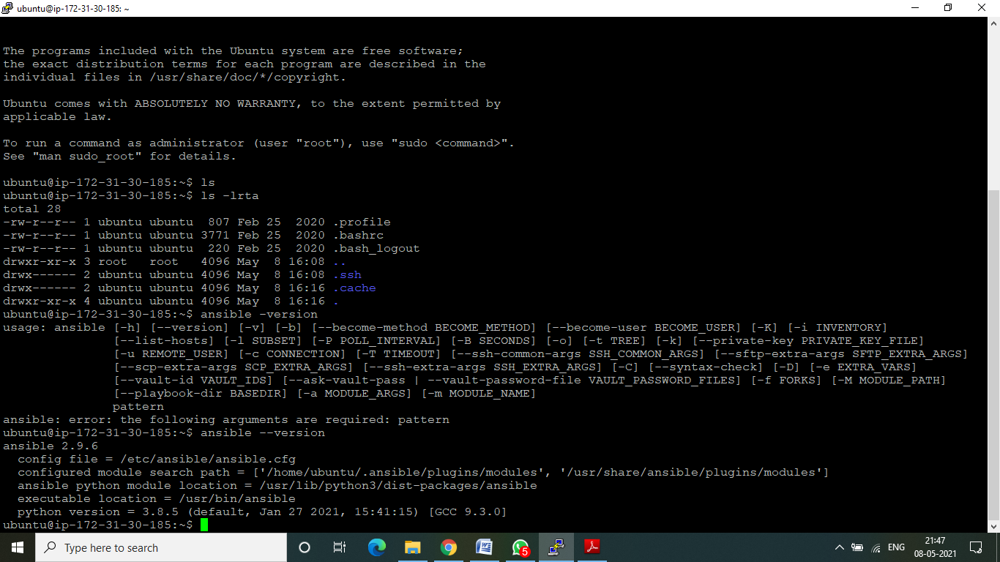 ubuntu@ip-172-31-30-185: ~
The programs included with the Ubuntu system are free software;
the exact distribution terms for each program are described in the
individual files in /usr/share/doc/*/copyright.
Ubuntu comes with ABSOLUTELY NO WARRANTY, to the extent permitted by
applicable law.
To run a command as administrator (user "root"), use "sudo <command>".
See "man sudo_root" for details.
ubuntu@ip-172-31-30-185:~$ ls
ubuntu@ip-172-31-30-185:~$ ls -lrta
total 28
-rw-r--r-- 1 ubuntu ubuntu  807 Feb 25  2020 .profile
-rw-r--r-- 1 ubuntu ubuntu 3771 Feb 25  2020 .bashrc
-rw-r--r-- 1 ubuntu ubuntu  220 Feb 25  2020 .bash_logout
drwxr-xr-x 3 root   root   4096 May  8 16:08 ..
drwx------ 2 ubuntu ubuntu 4096 May  8 16:08 .ssh
drwx------ 2 ubuntu ubuntu 4096 May  8 16:16 .cache
drwxr-xr-x 4 ubuntu ubuntu 4096 May  8 16:16 .
ubuntu@ip-172-31-30-185:~$ ansible -version
usage: ansible [-h] [--version] [-v] [-b] [--become-method BECOME_METHOD] [--become-user BECOME_USER] [-K] [-i INVENTORY]
               [--list-hosts] [-l SUBSET] [-P POLL_INTERVAL] [-B SECONDS] [-o] [-t TREE] [-k] [--private-key PRIVATE_KEY_FILE]
               [-u REMOTE_USER] [-c CONNECTION] [-T TIMEOUT] [--ssh-common-args SSH_COMMON_ARGS] [--sftp-extra-args SFTP_EXTRA_ARGS]
               [--scp-extra-args SCP_EXTRA_ARGS] [--ssh-extra-args SSH_EXTRA_ARGS] [-C] [--syntax-check] [-D] [-e EXTRA_VARS]
               [--vault-id VAULT_IDS] [--ask-vault-pass | --vault-password-file VAULT_PASSWORD_FILES] [-f FORKS] [-M MODULE_PATH]
               [--playbook-dir BASEDIR] [-a MODULE_ARGS] [-m MODULE_NAME]
               pattern
ansible: error: the following arguments are required: pattern
ubuntu@ip-172-31-30-185:~$ ansible --version
ansible 2.9.6
  config file = /etc/ansible/ansible.cfg
  configured module search path = ['/home/ubuntu/.ansible/plugins/modules', '/usr/share/ansible/plugins/modules']
  ansible python module location = /usr/lib/python3/dist-packages/ansible
  executable location = /usr/bin/ansible
  python version = 3.8.5 (default, Jan 27 2021, 15:41:15) [GCC 9.3.0]
ubuntu@ip-172-31-30-185:~$
Type here to search
5
ENG
21:47
08-05-2021